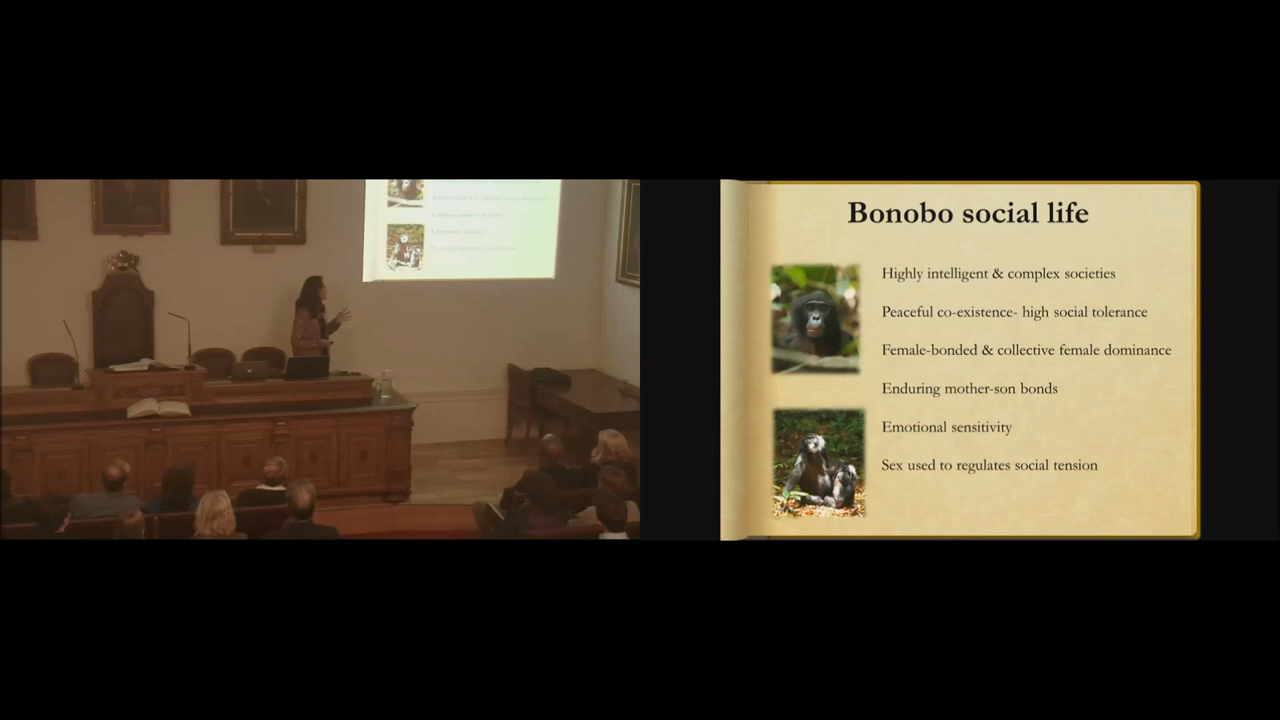 Bonobo social life
Highly intelligent & complex societies
Peaceful co-existence- high social tolerance
Female-bonded & collective female dominance
Enduring mother-son bonds
Emotional sensitivity
Sex used to regulates social tension